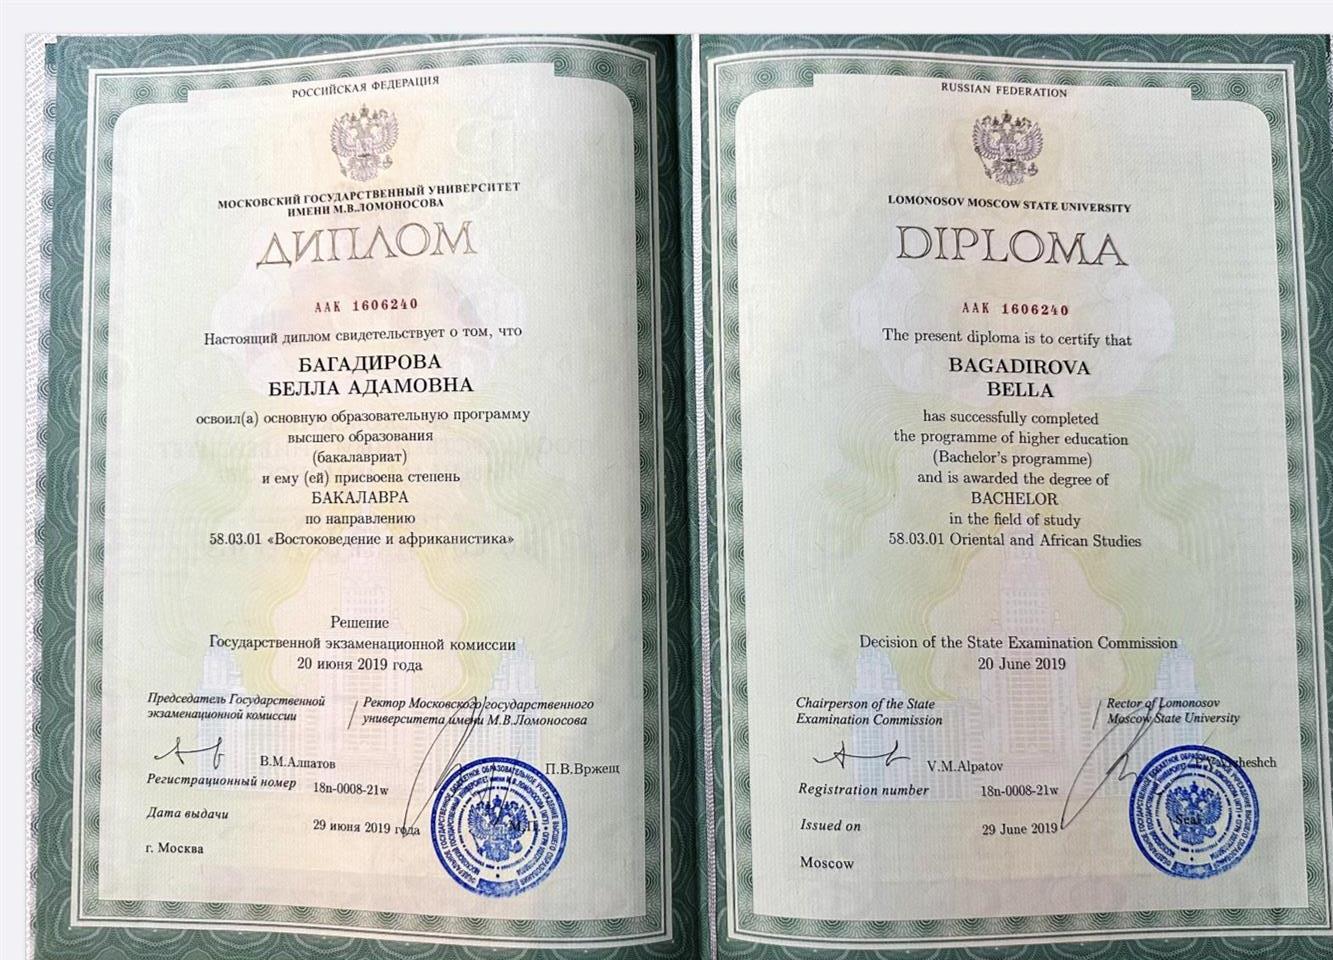 РОССИЙСКАЯ ФЕДЕРАЦИЯ
МОСКОВСКИЙ ГОСУДАРСТВЕННЫЙ УНИВЕРСИТЕТ
ИМЕНИ М.В.ЛОМОНОСОВА
ДИПЛОМ
ААК 1606240
Настоящий диплом свидетельствует о том, что
БАГАДИРОВА
БЕЛЛА АДАМОВНА
освоил(а) основную образовательную программу
высшего образования
(бакалавриат)
и ему (ей) присвоена степень
БАКАЛАВРА
по направлению
58.03.01 «Востоковедение и африканистика»
Решение
Государственной экзаменационной комиссии
20 июня 2019 года
Председатель Государственной
экзаменационной комиссии
В.М.Алпатов
Ректор Московского государственного
университета имени М.В.Ломоносова
П.В.Вржещ
Регистрационный номер 18п-0008-21w
Дата выдачи
29 июня 2019 года
М.П.
г. Москва
RUSSIAN FEDERATION
LOMONOSOV MOSCOW STATE UNIVERSITY
DIPLOMA
ААК 1606240
The present diploma is to certify that
BAGADIROVA
BELLA
has successfully completed
the programme of higher education
(Bachelor's programme)
and is awarded the degree of
BACHELOR
in the field of study
58.03.01 Oriental and African Studies
Decision of the State Examination Commission
20 June 2019
Chairperson of the State
Examination Commission
V.M.Alpatov
Rector of Lomonosov
Moscow State University
Registration number 18n-0008-21w
Issued on 29 June 2019
Seal
Moscow